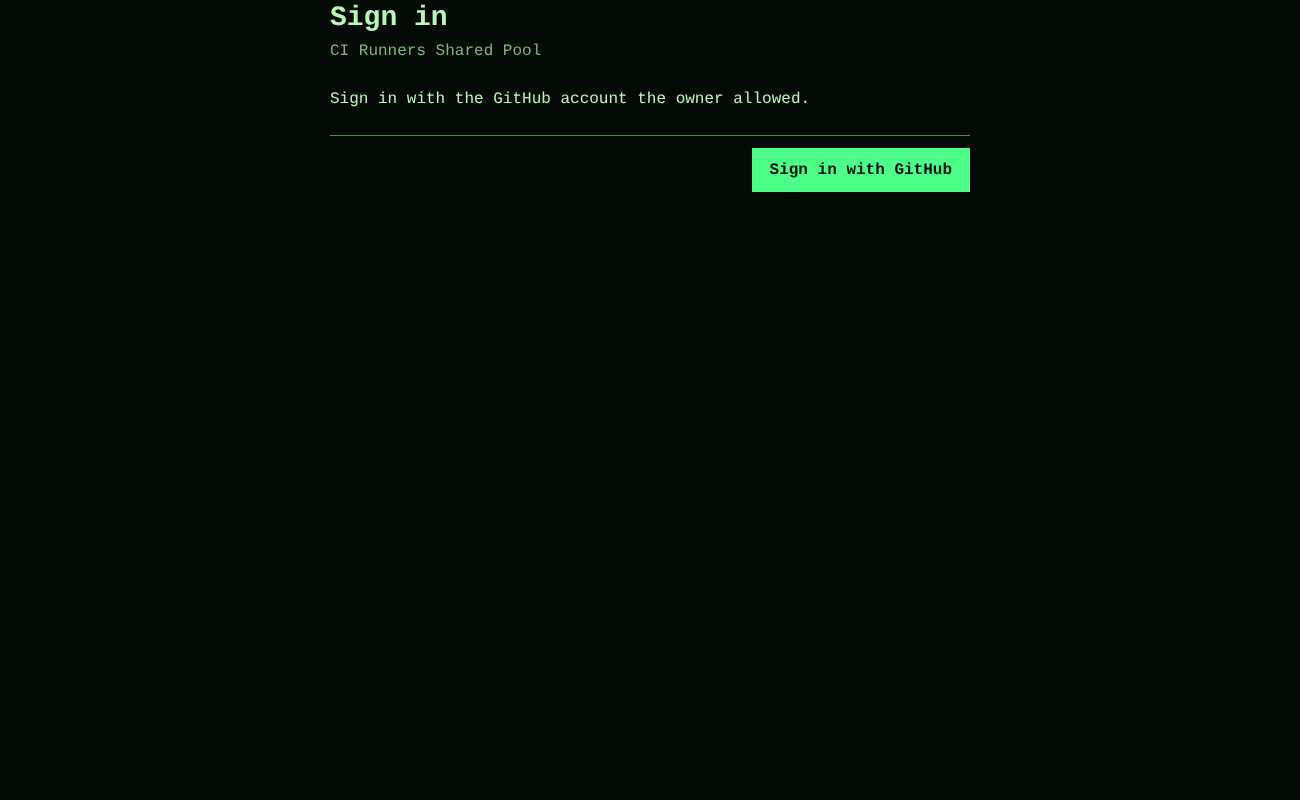 Sign in
CI Runners Shared Pool
Sign in with the GitHub account the owner allowed.
Sign in with GitHub